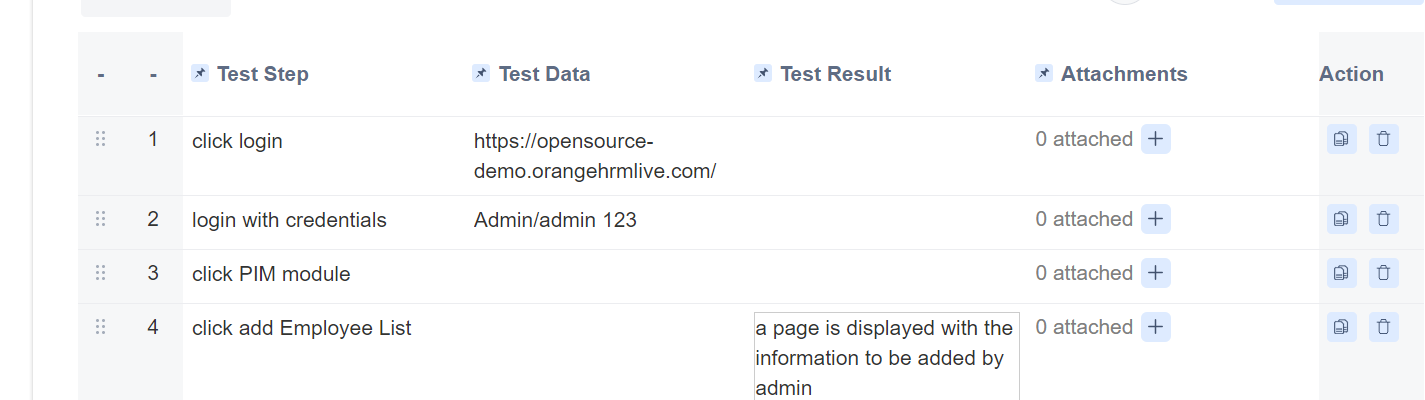 - - Test Step Test Data Test Result Attachments Action
1 click login https://opensource- 0 attached
demo.orangehrmlive.com/
2 login with credentials Admin/admin 123 0 attached
3 click PIM module 0 attached
4 click add Employee List a page is displayed with the 0 attached
information to be added by
admin